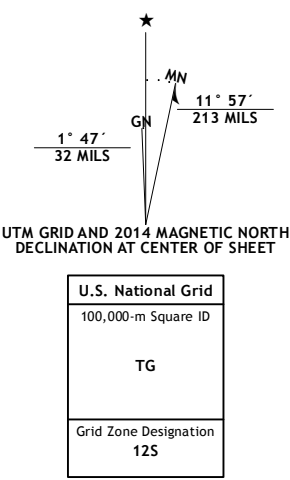 ★
MN
11° 57´
213 MILS
GN
1° 47´
32 MILS
UTM GRID AND 2014 MAGNETIC NORTH
DECLINATION AT CENTER OF SHEET
U.S. National Grid
100,000-m Square ID
TG
Grid Zone Designation
12S